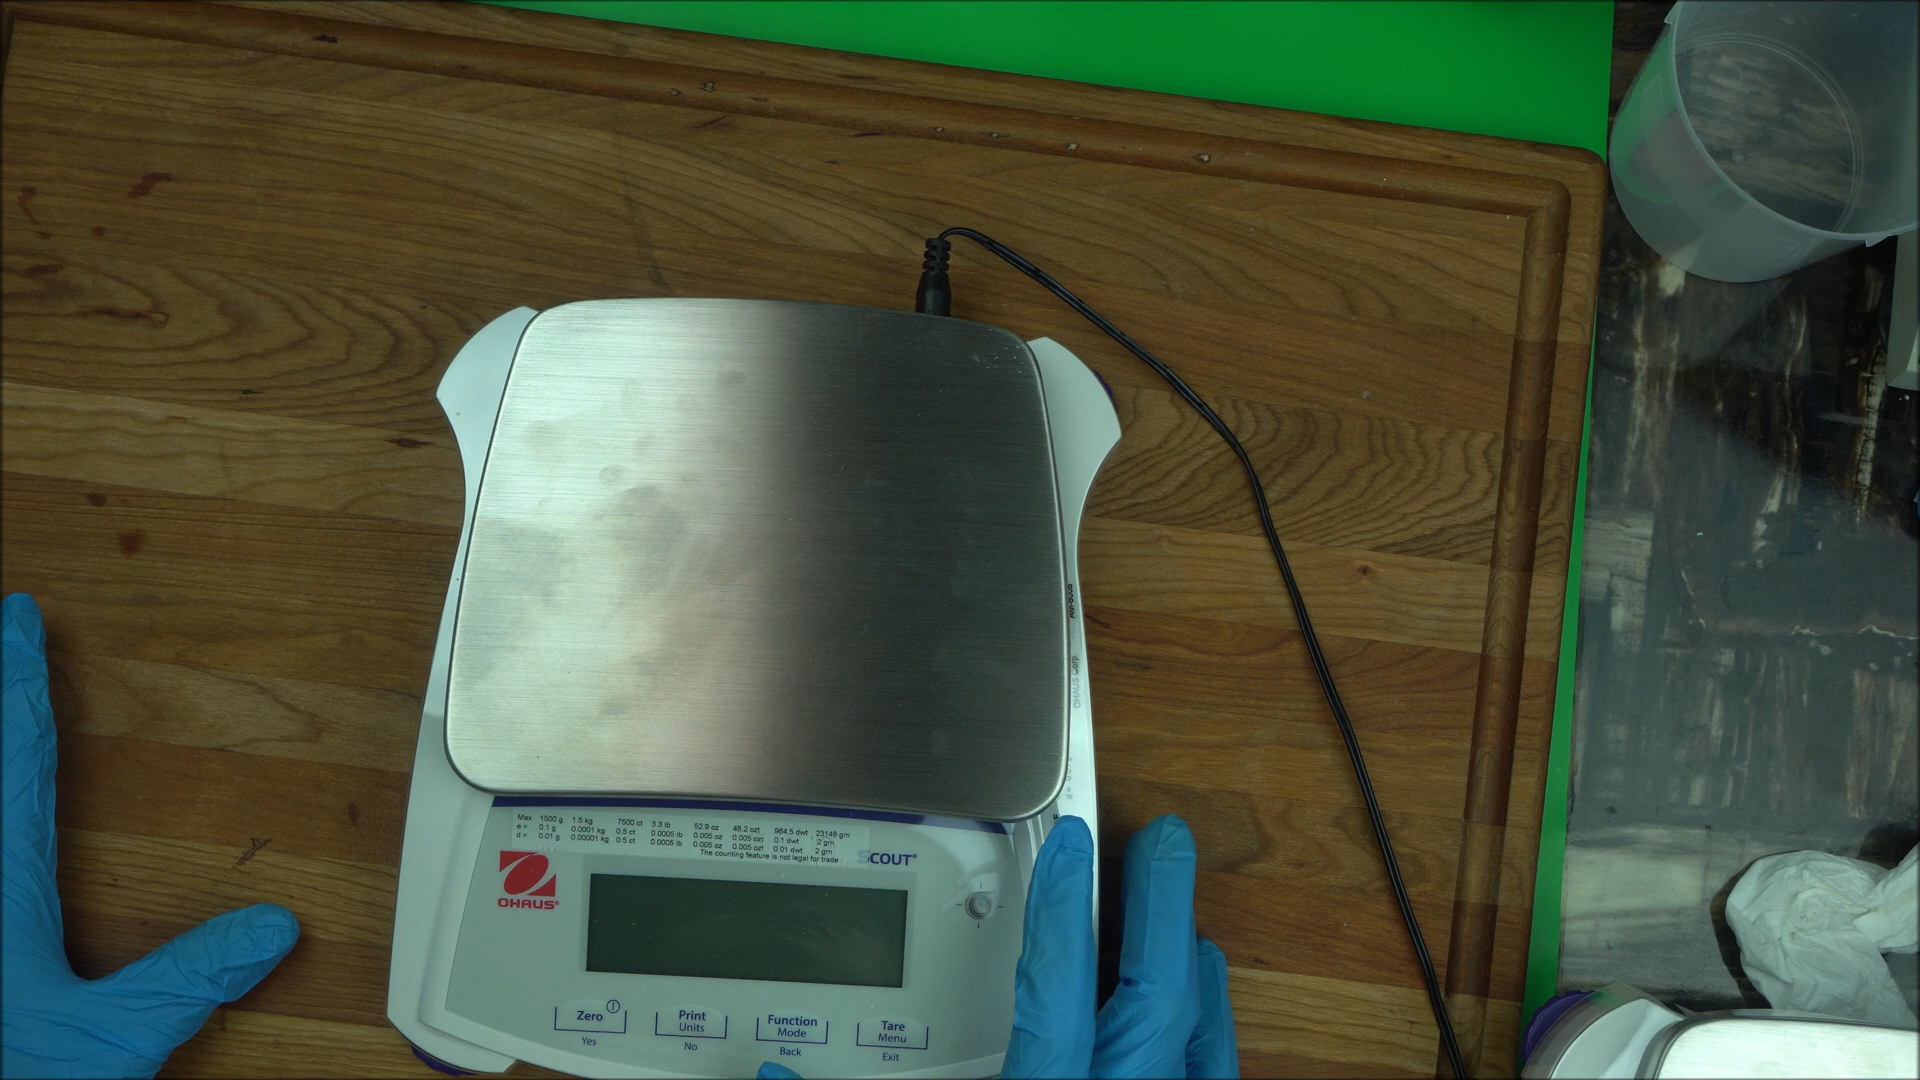 Max 1500 g 1.5 kg 7500 ct 3.3 lb 52.9 oz 48.2 ozt 964.5 dwt 23148 grn
e = 0.1 g 0.0001 kg 0.5 ct 0.0005 lb 0.005 oz 0.005 ozt 0.1 dwt 2 grn
d = 0.01 g 0.00001 kg 0.5 ct 0.0005 lb 0.005 oz 0.005 ozt 0.01 dwt 2 grn
The counting feature is not legal for trade
SCOUT®
OHAUS®
Zero
Yes
Print
Units
No
Function
Mode
Back
Tare
Menu
Exit
OHAUS Corp.